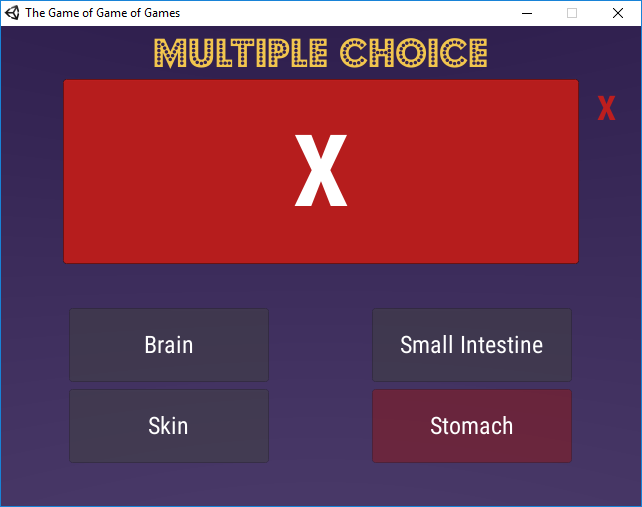 The Game of Game of Games
MULTIPLE CHOICE
X
X
Brain
Small Intestine
Skin
Stomach